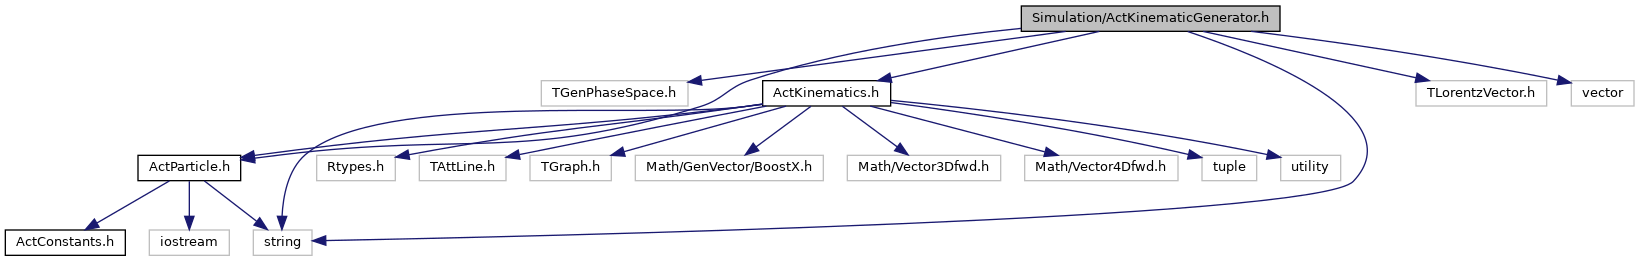 Simulation/ActKinematicGenerator.h
TGenPhaseSpace.h
ActKinematics.h
TLorentzVector.h
vector
ActParticle.h
Rtypes.h
TAttLine.h
TGraph.h
Math/GenVector/BoostX.h
Math/Vector3Dfwd.h
Math/Vector4Dfwd.h
tuple
utility
ActConstants.h
iostream
string